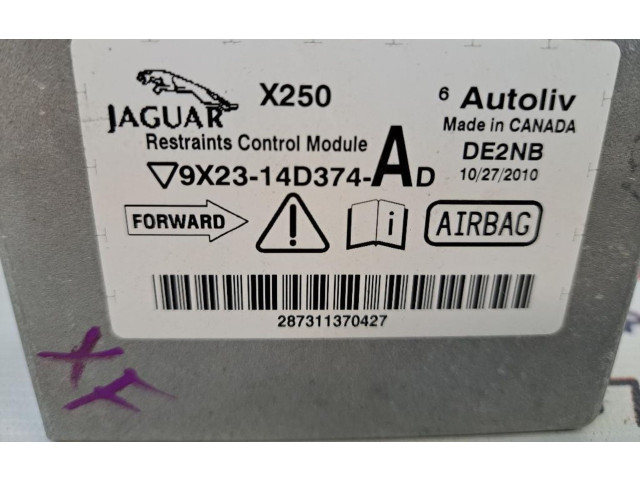 JAGUAR X250 6 Autoliv
Restraints Control Module Made in CANADA
DE2NB
9X23-14D374-AD 10/27/2010
FORWARD ! i AIRBAG
287311370427
XF